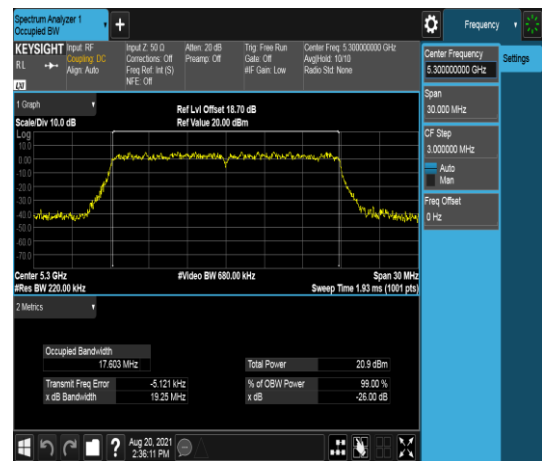 Spectrum Analyzer 1
Occupied BW
+
Frequency
KEYSIGHT
RL
LXI
Input: RF
Coupling: DC
Align: Auto
Input Z: 50 Ω
Corrections: Off
Freq Ref: Int (S)
NFE: Off
Atten: 20 dB
Preamp: Off
Trig: Free Run
Gate: Off
#IF Gain: Low
Center Freq: 5.300000000 GHz
Avg|Hold: 10/10
Radio Std: None
Center Frequency
5.300000000 GHz
Settings
Span
30.000 MHz
CF Step
3.000000 MHz
Auto
Man
Freq Offset
0 Hz
1 Graph
Scale/Div 10.0 dB
Ref Lvl Offset 18.70 dB
Ref Value 20.00 dBm
Log
10.0
0.00
-10.0
-20.0
-30.0
-40.0
-50.0
-60.0
-70.0
Center 5.3 GHz
#Res BW 220.00 kHz
#Video BW 680.00 kHz
Span 30 MHz
Sweep Time 1.93 ms (1001 pts)
2 Metrics
Occupied Bandwidth
17.603 MHz
Total Power 20.9 dBm
Transmit Freq Error -5.121 kHz
% of OBW Power 99.00 %
x dB Bandwidth 19.25 MHz
x dB -26.00 dB
?
Aug 20, 2021
2:36:11 PM